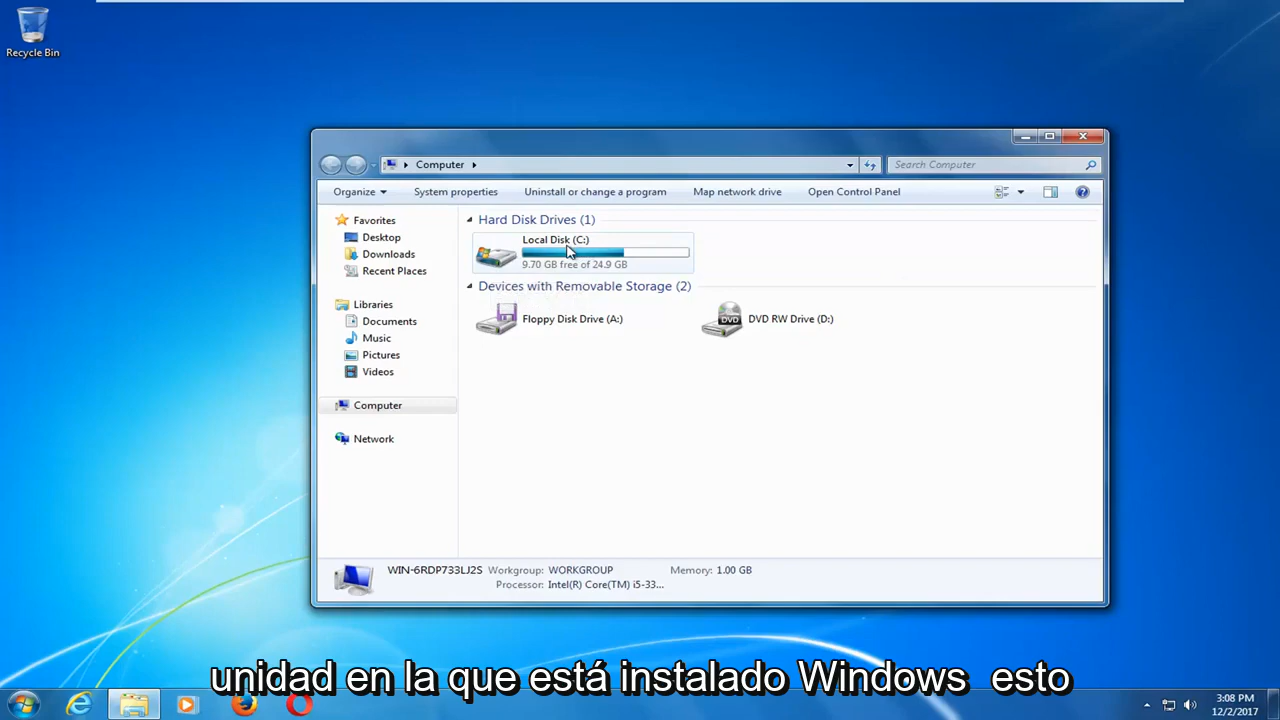 Recycle Bin
Computer
Search Computer
Organize
System properties
Uninstall or change a program
Map network drive
Open Control Panel
Favorites
Desktop
Downloads
Recent Places
Libraries
Documents
Music
Pictures
Videos
Computer
Network
Hard Disk Drives (1)
Local Disk (C:)
9.70 GB free of 24.9 GB
Devices with Removable Storage (2)
Floppy Disk Drive (A:)
DVD
DVD RW Drive (D:)
WIN-6RDP733LJ2S Workgroup: WORKGROUP Memory: 1.00 GB
Processor: Intel(R) Core(TM) i5-33...
unidad en la que está instalado Windows esto
3:08 PM
12/2/2017